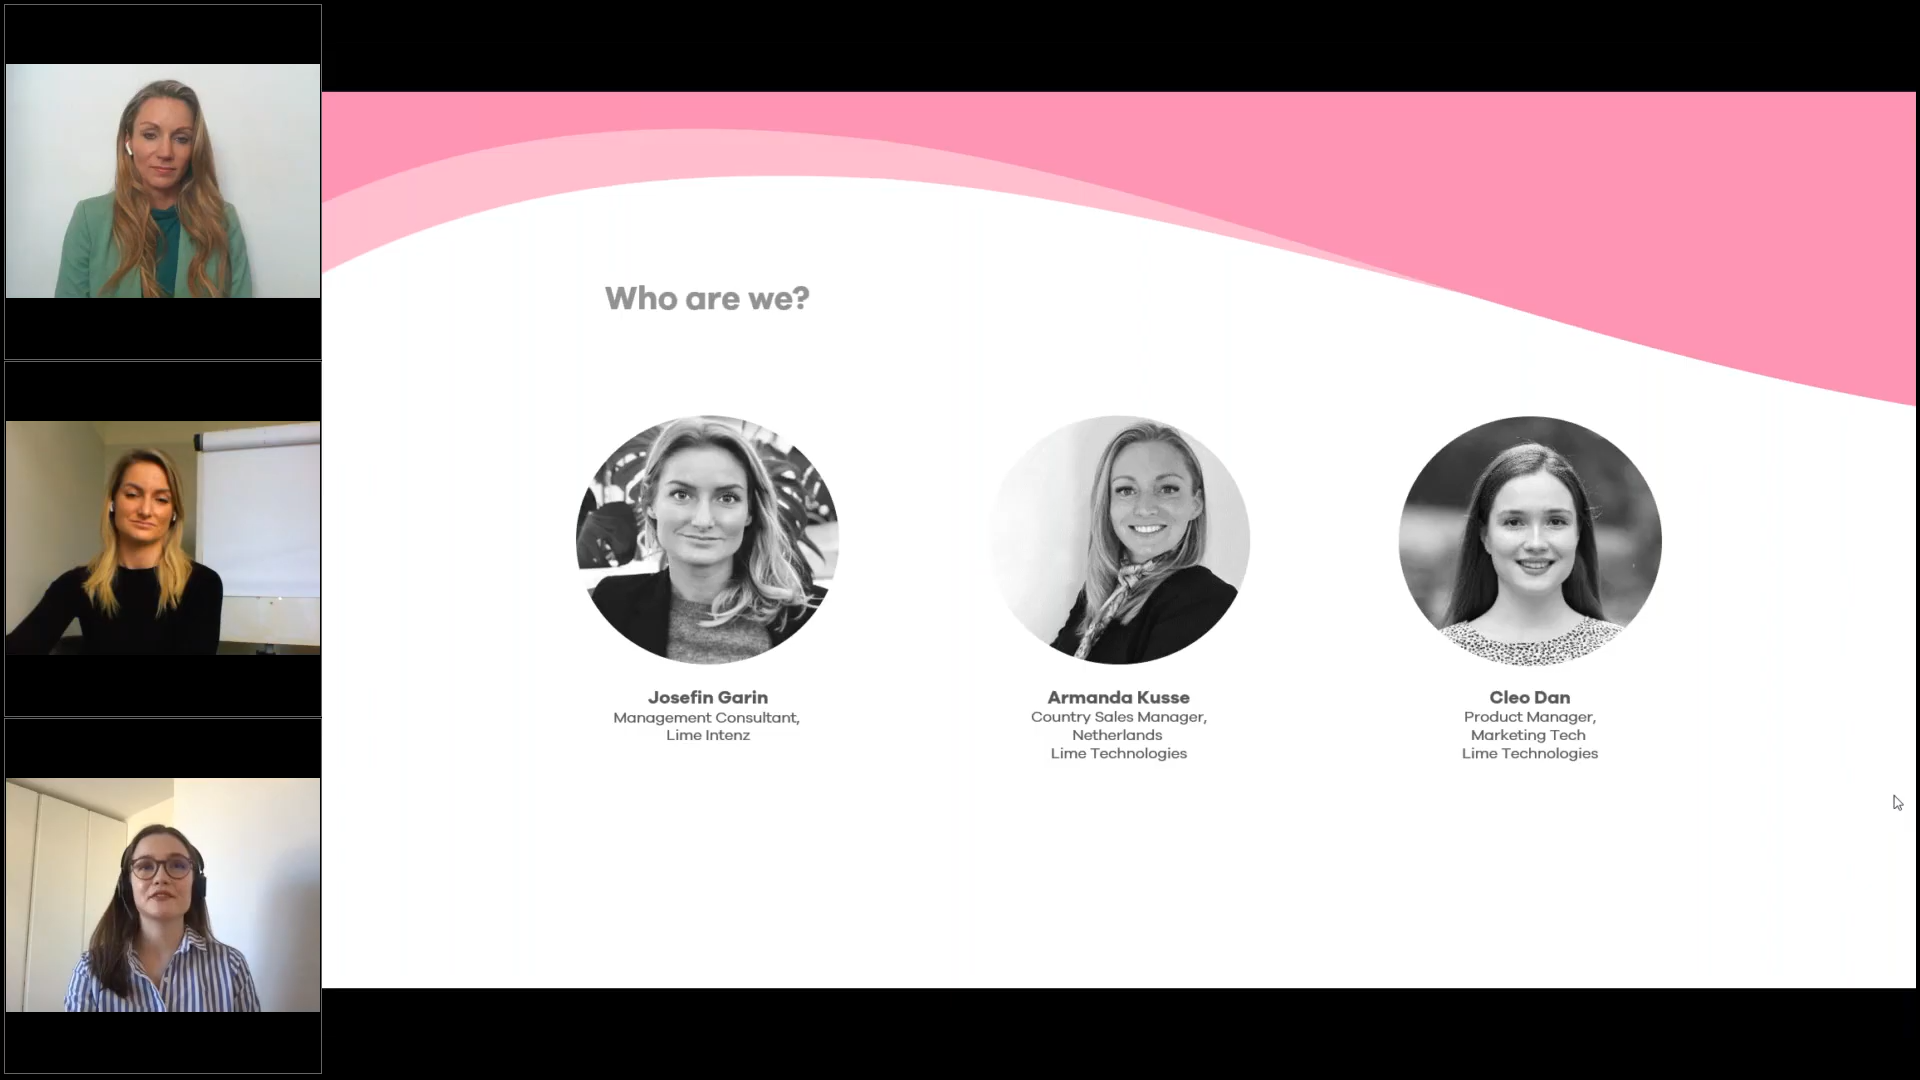 Who are we?
Josefin Garin
Management Consultant,
Lime Intenz
Armanda Kusse
Country Sales Manager,
Netherlands
Lime Technologies
Cleo Dan
Product Manager,
Marketing Tech
Lime Technologies